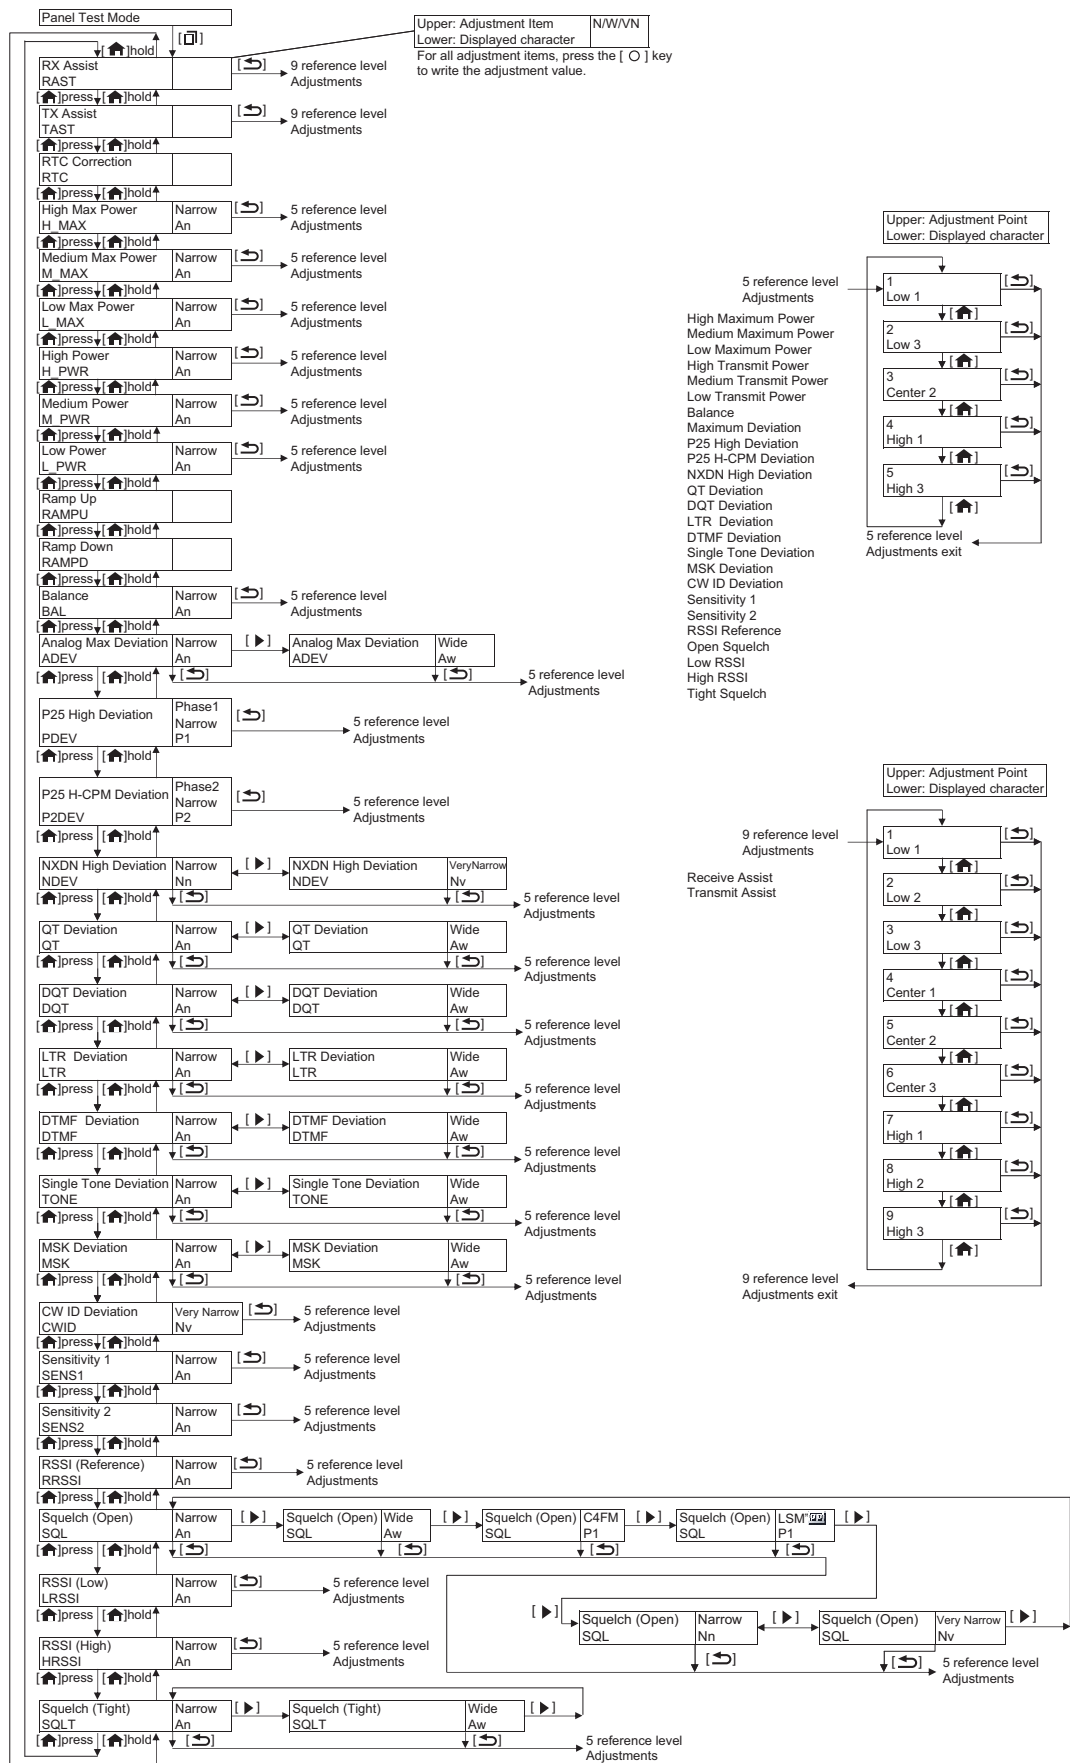 Panel Test Mode
Upper: Adjustment Item N/W/VN
Lower: Displayed character
For all adjustment items, press the [ ] key
to write the adjustment value.
[ ]
[ ]hold
RX Assist
RAST
[ ] 9 reference level
Adjustments
[ ]press [ ]hold
TX Assist
TAST
[ ] 9 reference level
Adjustments
[ ]press [ ]hold
RTC Correction
RTC
[ ]press [ ]hold
High Max Power Narrow
H_MAX An
[ ] 5 reference level
Adjustments
[ ]press [ ]hold
Medium Max Power Narrow
M_MAX An
[ ] 5 reference level
Adjustments
[ ]press [ ]hold
Low Max Power Narrow
L_MAX An
[ ] 5 reference level
Adjustments
[ ]press [ ]hold
High Power Narrow
H_PWR An
[ ] 5 reference level
Adjustments
[ ]press [ ]hold
Medium Power Narrow
M_PWR An
[ ] 5 reference level
Adjustments
[ ]press [ ]hold
Low Power Narrow
L_PWR An
[ ] 5 reference level
Adjustments
[ ]press [ ]hold
Ramp Up
RAMPU
[ ]press [ ]hold
Ramp Down
RAMPD
[ ]press [ ]hold
Balance Narrow
BAL An
[ ] 5 reference level
Adjustments
[ ]press [ ]hold
Analog Max Deviation Narrow [ ] Analog Max Deviation Wide
ADEV An ADEV Aw
[ ]press [ ]hold [ ] [ ] 5 reference level
Adjustments
P25 High Deviation Phase1
Narrow
PDEV P1
[ ] 5 reference level
Adjustments
[ ]press [ ]hold
P25 H-CPM Deviation Phase2
Narrow
P2DEV P2
[ ] 5 reference level
Adjustments
[ ]press [ ]hold
NXDN High Deviation Narrow [ ] NXDN High Deviation VeryNarrow
NDEV Nn NDEV Nv
[ ]press [ ]hold [ ] [ ] 5 reference level
Adjustments
QT Deviation Narrow [ ] QT Deviation Wide
QT An QT Aw
[ ]press [ ]hold [ ] [ ] 5 reference level
Adjustments
DQT Deviation Narrow [ ] DQT Deviation Wide
DQT An DQT Aw
[ ]press [ ]hold [ ] [ ] 5 reference level
Adjustments
LTR Deviation Narrow [ ] LTR Deviation Wide
LTR An LTR Aw
[ ]press [ ]hold [ ] [ ] 5 reference level
Adjustments
DTMF Deviation Narrow [ ] DTMF Deviation Wide
DTMF An DTMF Aw
[ ]press [ ]hold [ ] [ ] 5 reference level
Adjustments
Single Tone Deviation Narrow [ ] Single Tone Deviation Wide
TONE An TONE Aw
[ ]press [ ]hold [ ] [ ] 5 reference level
Adjustments
MSK Deviation Narrow [ ] MSK Deviation Wide
MSK An MSK Aw
[ ]press [ ]hold [ ] [ ] 5 reference level
Adjustments
CW ID Deviation Very Narrow
CWID Nv
[ ] 5 reference level
Adjustments
[ ]press [ ]hold
Sensitivity 1 Narrow
SENS1 An
[ ] 5 reference level
Adjustments
[ ]press [ ]hold
Sensitivity 2 Narrow
SENS2 An
[ ] 5 reference level
Adjustments
[ ]press [ ]hold
RSSI (Reference) Narrow
RRSSI An
[ ] 5 reference level
Adjustments
[ ]press [ ]hold
Squelch (Open) Narrow [ ] Squelch (Open) Wide [ ] Squelch (Open) C4FM [ ] Squelch (Open) LSM" [ ]
SQL An SQL Aw SQL P1 SQL P1
[ ]press [ ]hold [ ] [ ] [ ] [ ]
RSSI (Low) Narrow
LRSSI An
[ ] 5 reference level
Adjustments
[ ]press [ ]hold
[ ] Squelch (Open) Narrow [ ] Squelch (Open) Very Narrow [ ]
SQL Nn SQL Nv
[ ] [ ] 5 reference level
Adjustments
RSSI (High) Narrow
HRSSI An
[ ] 5 reference level
Adjustments
[ ]press [ ]hold
Squelch (Tight) Narrow [ ] Squelch (Tight) Wide [ ]
SQLT An SQLT Aw
[ ]press [ ]hold [ ] [ ] 5 reference level
Adjustments
Upper: Adjustment Point
Lower: Displayed character
5 reference level
Adjustments
High Maximum Power
Medium Maximum Power
Low Maximum Power
High Transmit Power
Medium Transmit Power
Low Transmit Power
Balance
Maximum Deviation
P25 High Deviation
P25 H-CPM Deviation
NXDN High Deviation
QT Deviation
DQT Deviation
LTR Deviation
DTMF Deviation
Single Tone Deviation
MSK Deviation
CW ID Deviation
Sensitivity 1
Sensitivity 2
RSSI Reference
Open Squelch
Low RSSI
High RSSI
Tight Squelch
1 [ ]
Low 1
[ ]
2 [ ]
Low 3
[ ]
3 [ ]
Center 2
[ ]
4 [ ]
High 1
[ ]
5 [ ]
High 3
[ ]
5 reference level
Adjustments exit
Upper: Adjustment Point
Lower: Displayed character
9 reference level
Adjustments
Receive Assist
Transmit Assist
1 [ ]
Low 1
[ ]
2 [ ]
Low 2
[ ]
3 [ ]
Low 3
[ ]
4 [ ]
Center 1
[ ]
5 [ ]
Center 2
[ ]
6 [ ]
Center 3
[ ]
7 [ ]
High 1
[ ]
8 [ ]
High 2
[ ]
9 [ ]
High 3
[ ]
9 reference level
Adjustments exit